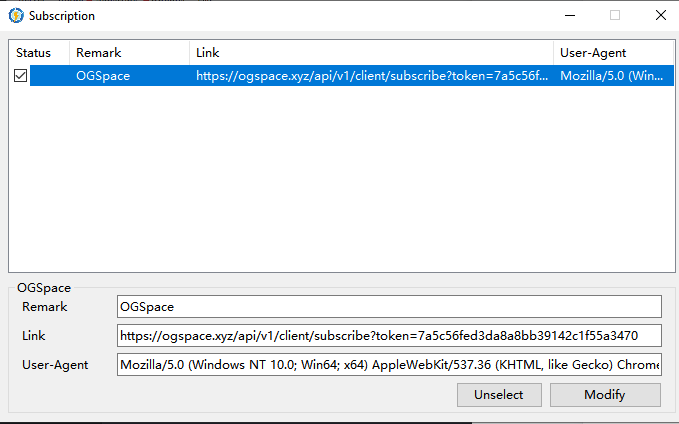 Subscription
Status Remark Link User-Agent
OGSpace https://ogspace.xyz/api/v1/client/subscribe?token=7a5c56f... Mozilla/5.0 (Win...
OGSpace
Remark OGSpace
Link https://ogspace.xyz/api/v1/client/subscribe?token=7a5c56fed3da8a8bb39142c1f55a3470
User-Agent Mozilla/5.0 (Windows NT 10.0; Win64; x64) AppleWebKit/537.36 (KHTML, like Gecko) Chrome
Unselect Modify